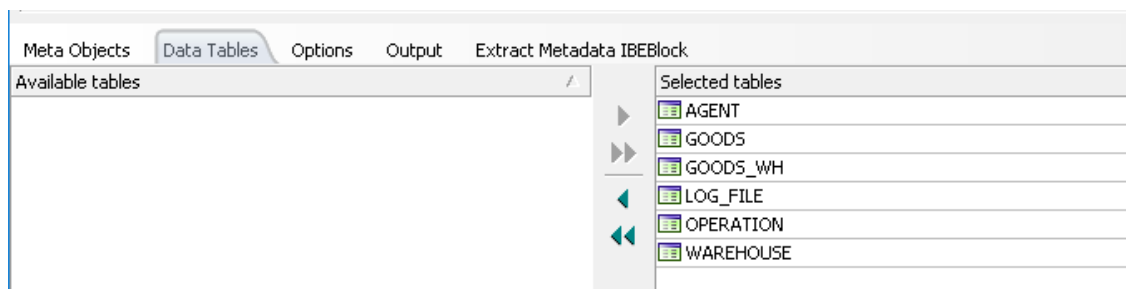 Meta Objects Data Tables Options Output Extract Metadata IBEBlock
Available tables
Selected tables
AGENT
GOODS
GOODS_WH
LOG_FILE
OPERATION
WAREHOUSE